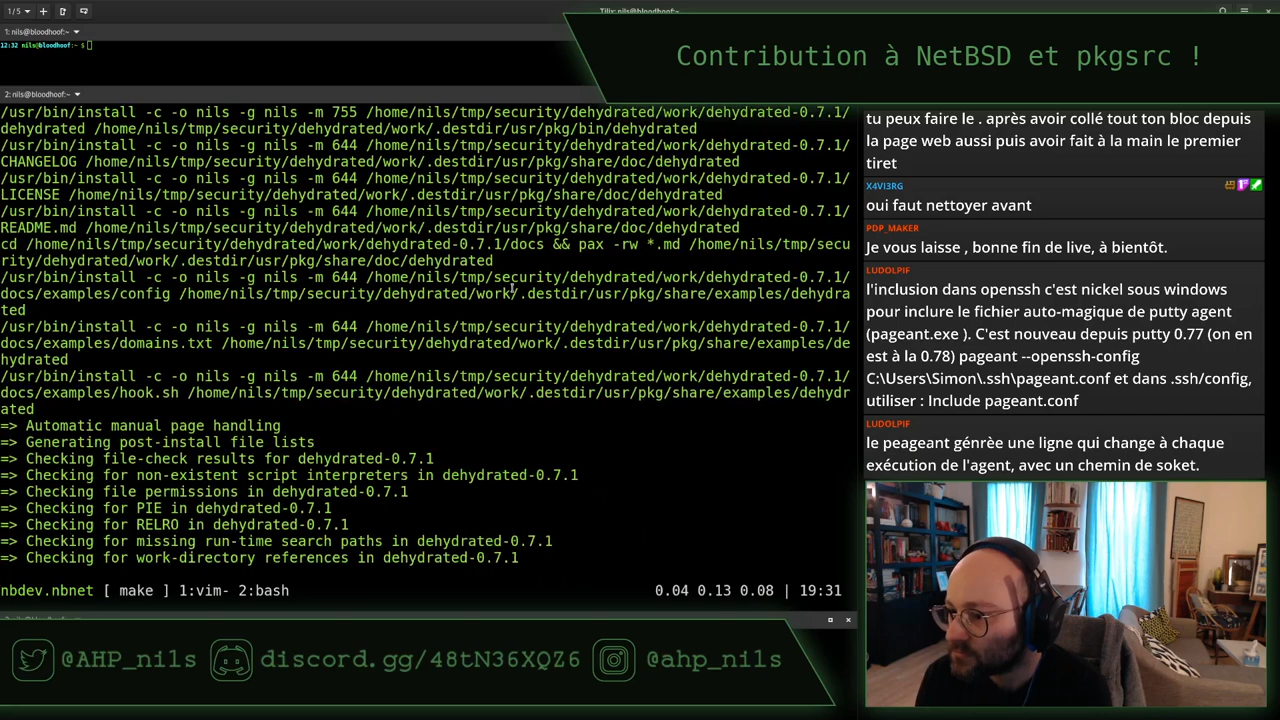 1/5
Tilix: nils@bloodhoof:~
1: nils@bloodhoof:~
12:32 nils@bloodhoof:~ $
Contribution à NetBSD et pkgsrc !
2: nils@bloodhoof:~
/usr/bin/install -c -o nils -g nils -m 755 /home/nils/tmp/security/dehydrated/work/dehydrated-0.7.1/
dehydrated /home/nils/tmp/security/dehydrated/work/.destdir/usr/pkg/bin/dehydrated
/usr/bin/install -c -o nils -g nils -m 644 /home/nils/tmp/security/dehydrated/work/dehydrated-0.7.1/
CHANGELOG /home/nils/tmp/security/dehydrated/work/.destdir/usr/pkg/share/doc/dehydrated
/usr/bin/install -c -o nils -g nils -m 644 /home/nils/tmp/security/dehydrated/work/dehydrated-0.7.1/
LICENSE /home/nils/tmp/security/dehydrated/work/.destdir/usr/pkg/share/doc/dehydrated
/usr/bin/install -c -o nils -g nils -m 644 /home/nils/tmp/security/dehydrated/work/dehydrated-0.7.1/
README.md /home/nils/tmp/security/dehydrated/work/.destdir/usr/pkg/share/doc/dehydrated
cd /home/nils/tmp/security/dehydrated/work/dehydrated-0.7.1/docs && pax -rw *.md /home/nils/tmp/secu
rity/dehydrated/work/.destdir/usr/pkg/share/doc/dehydrated
/usr/bin/install -c -o nils -g nils -m 644 /home/nils/tmp/security/dehydrated/work/dehydrated-0.7.1/
docs/examples/config /home/nils/tmp/security/dehydrated/work/.destdir/usr/pkg/share/examples/dehydra
ted
/usr/bin/install -c -o nils -g nils -m 644 /home/nils/tmp/security/dehydrated/work/dehydrated-0.7.1/
docs/examples/domains.txt /home/nils/tmp/security/dehydrated/work/.destdir/usr/pkg/share/examples/de
hydrated
/usr/bin/install -c -o nils -g nils -m 644 /home/nils/tmp/security/dehydrated/work/dehydrated-0.7.1/
docs/examples/hook.sh /home/nils/tmp/security/dehydrated/work/.destdir/usr/pkg/share/examples/dehydr
ated
=> Automatic manual page handling
=> Generating post-install file lists
=> Checking file-check results for dehydrated-0.7.1
=> Checking for non-existent script interpreters in dehydrated-0.7.1
=> Checking file permissions in dehydrated-0.7.1
=> Checking for PIE in dehydrated-0.7.1
=> Checking for RELRO in dehydrated-0.7.1
=> Checking for missing run-time search paths in dehydrated-0.7.1
=> Checking for work-directory references in dehydrated-0.7.1
nbdev.nbnet [ make ] 1:vim- 2:bash 0.04 0.13 0.08 | 19:31
tu peux faire le . après avoir collé tout ton bloc depuis
la page web aussi puis avoir fait à la main le premier
tiret
X4VI3RG
oui faut nettoyer avant
PDP_MAKER
Je vous laisse , bonne fin de live, à bientôt.
LUDOLPIF
l'inclusion dans openssh c'est nickel sous windows
pour inclure le fichier auto-magique de putty agent
(pageant.exe ). C'est nouveau depuis putty 0.77 (on en
est à la 0.78) pageant --openssh-config
C:\Users\Simon\.ssh\pageant.conf et dans .ssh/config,
utiliser : Include pageant.conf
LUDOLPIF
le peageant génrèe une ligne qui change à chaque
exécution de l'agent, avec un chemin de soket.
@AHP_nils discord.gg/48tN36XQZ6 @ahp_nils